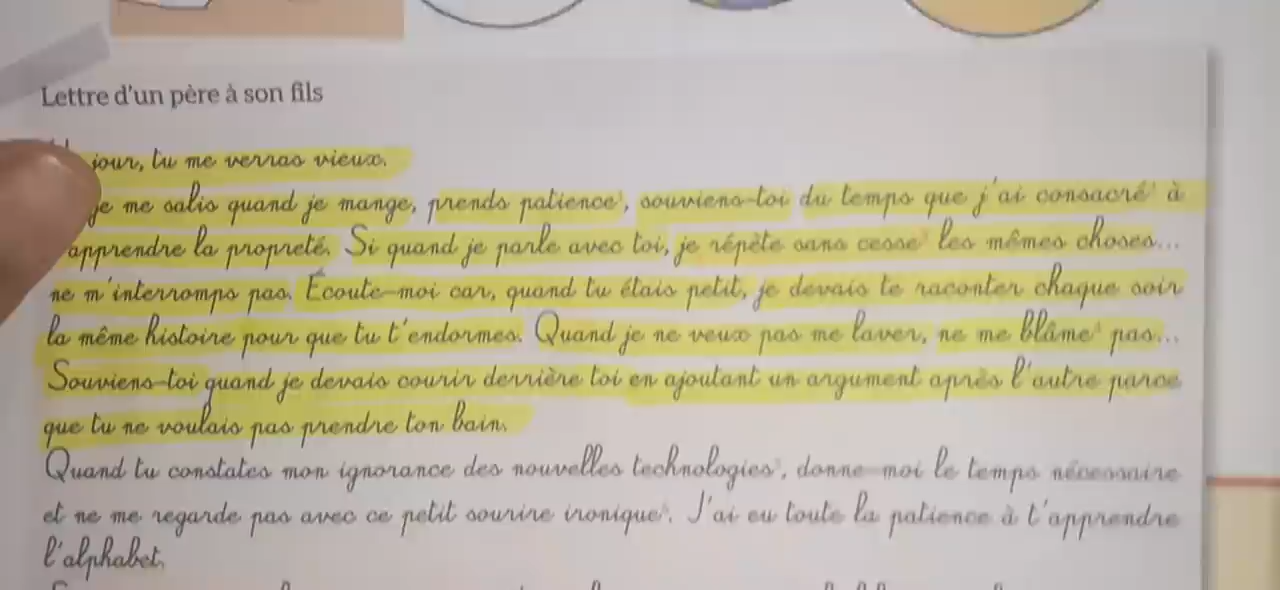 Lettre d'un père à son fils
jour, tu me verras vieux.
je me salis quand je mange, prends patience¹, souviens-toi du temps que j'ai consacré² à
apprendre la propreté. Si quand je parle avec toi, je répète sans cesse³ les mêmes choses...
ne m'interromps pas. Écoute-moi car, quand tu étais petit, je devais te raconter chaque soir
la même histoire pour que tu t'endormes. Quand je ne veux pas me laver, ne me blâme⁴ pas...
Souviens-toi quand je devais courir derrière toi en ajoutant un argument après l'autre parce
que tu ne voulais pas prendre ton bain.
Quand tu constates mon ignorance des nouvelles technologies⁵, donne-moi le temps nécessaire
et ne me regarde pas avec ce petit sourire ironique⁶. J'ai eu toute la patience à t'apprendre
l'alphabet.